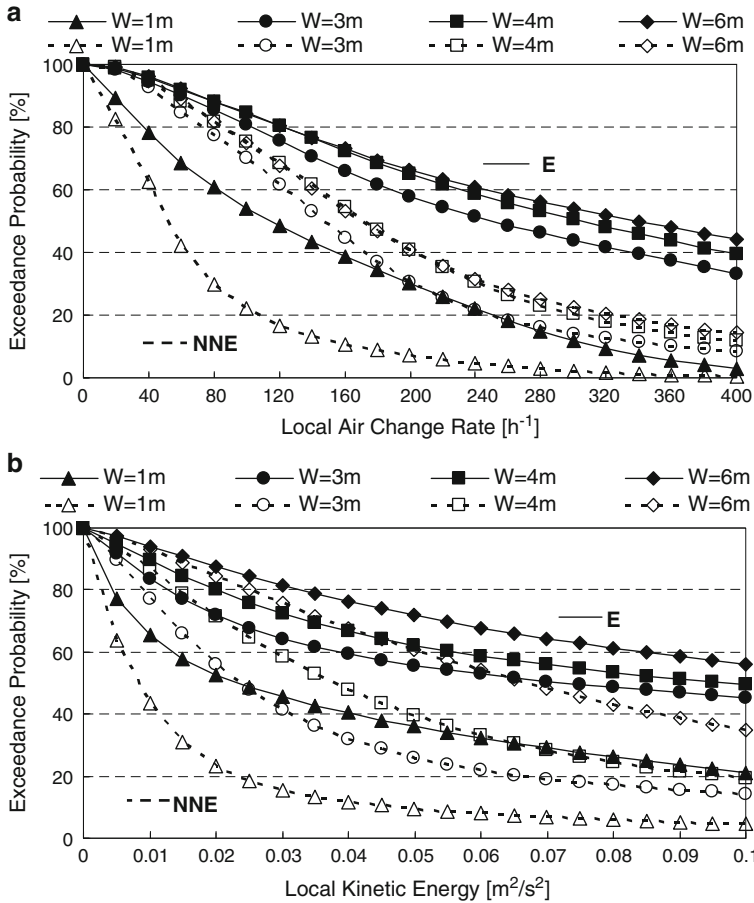 a
W=1m W=3m W=4m W=6m
W=1m W=3m W=4m W=6m
Exceedance Probability [%]
100
80
60
40
20
0
E
NNE
0 40 80 120 160 200 240 280 320 360 400
Local Air Change Rate [h-1]
b
W=1m W=3m W=4m W=6m
W=1m W=3m W=4m W=6m
Exceedance Probability [%]
100
80
60
40
20
0
E
NNE
0 0.01 0.02 0.03 0.04 0.05 0.06 0.07 0.08 0.09 0.1
Local Kinetic Energy [m2/s2]